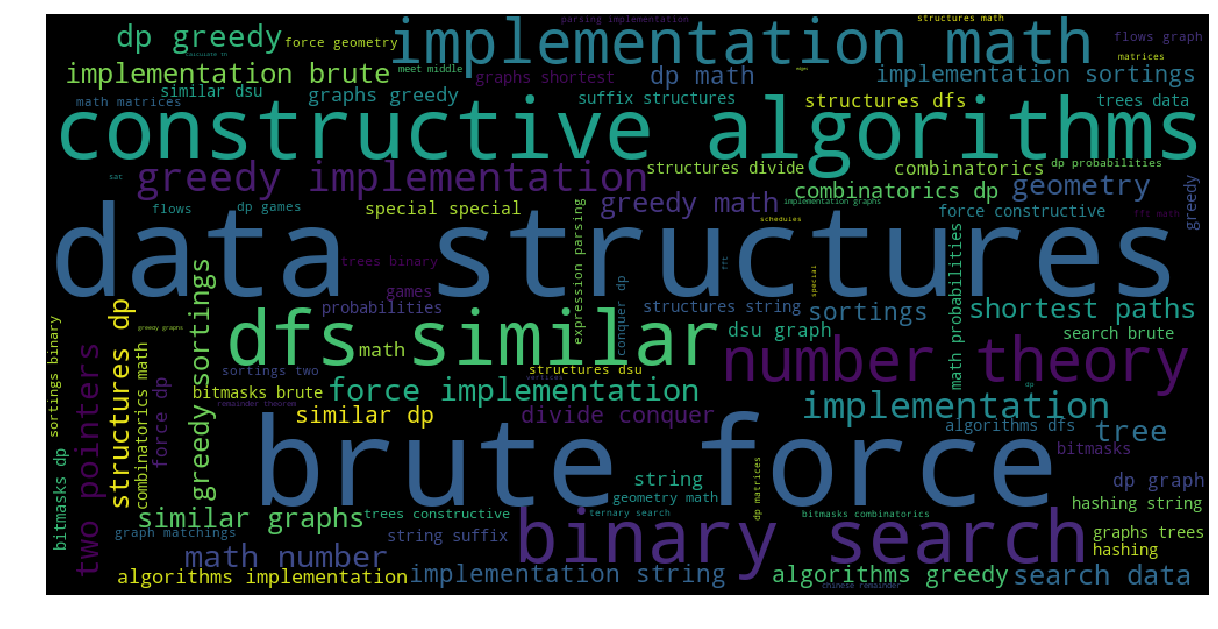 parsing implementation
structures math
dp greedy
force geometry
implementation math
flows graph
matrices
implementation brute
meet middle
graphs shortest
dp math
implementation sortings
similar dsu
graphs greedy
suffix structures
structures dfs
trees data
math matrices
constructive algorithms
greedy implementation
structures divide
combinatorics
dp probabilities
sat
combinatorics dp
geometry
greedy
flows
dp games
special special
expression parsing
greedy math
implementation graphs
force constructive
schedules
data structures
trees binary
games
probabilities
conquer dp
structures string
fft
special
sortings
math probabilities
shortest paths
sortings binary
structures dp
greedy sortings
greedy graphs
dfs similar
math
dsu graph
search brute
number theory
two pointers
combinatorics math
force dp
sortings two
structures dsu
bitmasks brute
force implementation
dp
remainder theorem
similar dp
divide conquer
implementation
algorithms dfs
tree
brute force
bitmasks
bitmasks dp
string
dp matrices
dp graph
geometry math
hashing string
similar graphs
trees constructive
ternary search
bitmasks combinatorics
graph matchings
string suffix
binary search
graphs trees
hashing
math number
algorithms implementation
implementation string
algorithms greedy
search data
chinese remainder